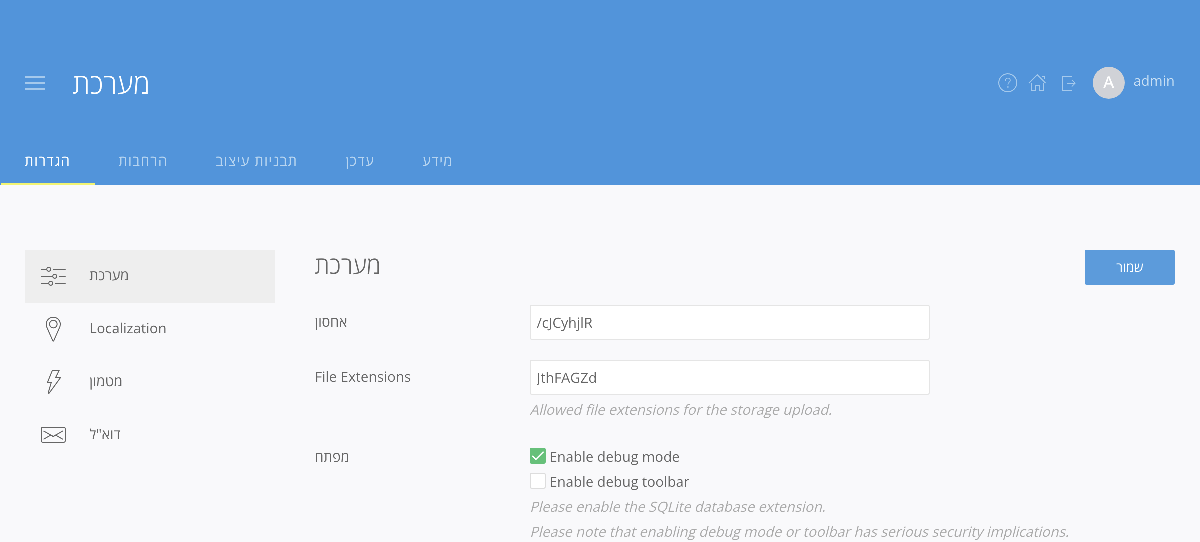 מערכת
A admin
הגדרות
הרחבות
תבניות עיצוב
עדכן
מידע
מערכת
Localization
מטמון
דוא"ל
מערכת
שמור
אחסון
/cJCyhjlR
File Extensions
JthFAGZd
Allowed file extensions for the storage upload.
מפתח
Enable debug mode
Enable debug toolbar
Please enable the SQLite database extension.
Please note that enabling debug mode or toolbar has serious security implications.